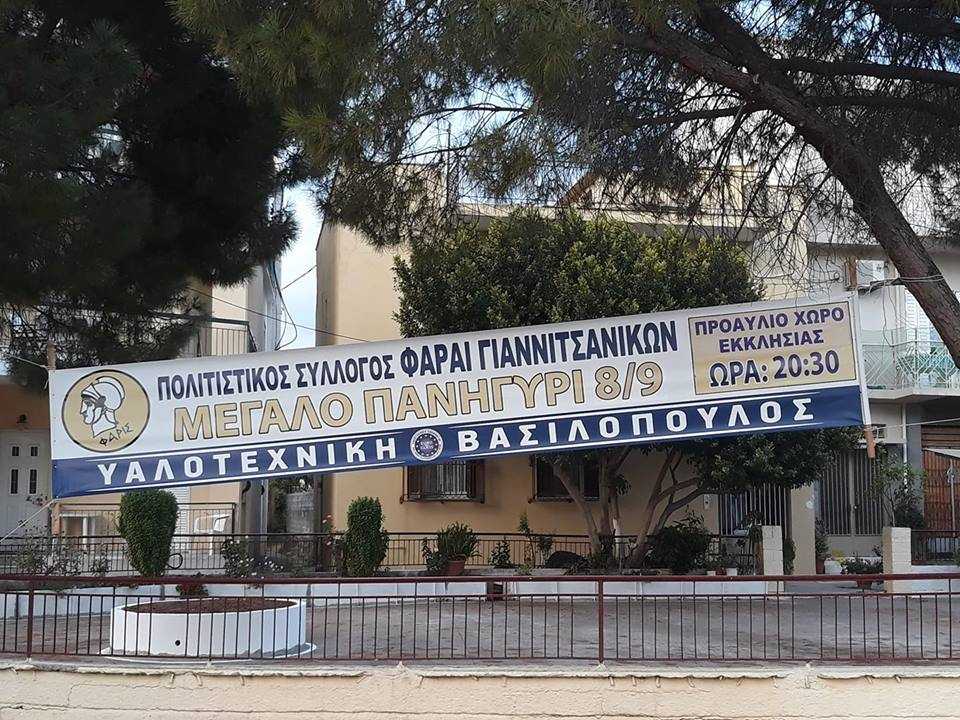 ΠΟΛΙΤΙΣΤΙΚΟΣ ΣΥΛΛΟΓΟΣ ΦΑΡΑΙ ΓΙΑΝΝΙΤΣΑΝΙΚΩΝ
ΜΕΓΑΛΟ ΠΑΝΗΓΥΡΙ 8/9
ΠΡΟΑΥΛΙΟ ΧΩΡΟ
ΕΚΚΛΗΣΙΑΣ
ΩΡΑ: 20:30
ΦΑΡΙΣ
ΥΑΛΟΤΕΧΝΙΚΗ ΒΑΣΙΛΟΠΟΥΛΟΣ